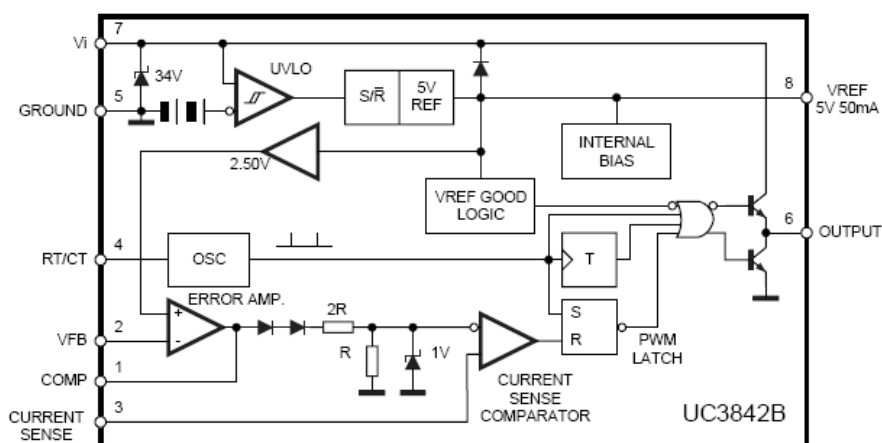 7
Vi
34V
UVLO
5
GROUND
S/R̅
5V
REF
8
VREF
5V 50mA
INTERNAL
BIAS
2.50V
VREF GOOD
LOGIC
6
OUTPUT
4
RT/CT
OSC
T
ERROR AMP.
+
-
2
VFB
2R
R
1V
S
R
PWM
LATCH
1
COMP
CURRENT
SENSE
COMPARATOR
3
CURRENT
SENSE
UC3842B